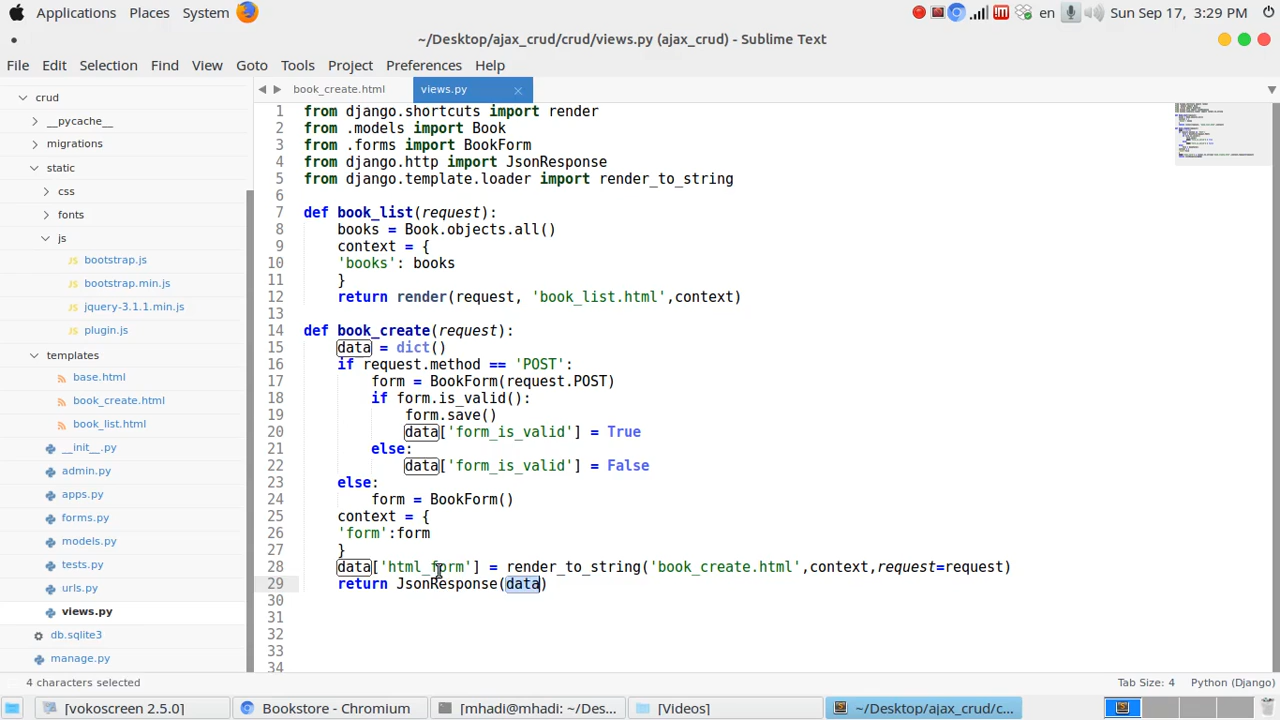 Applications Places System en Sun Sep 17, 3:29 PM
~/Desktop/ajax_crud/crud/views.py (ajax_crud) - Sublime Text
File Edit Selection Find View Goto Tools Project Preferences Help
crud
__pycache__
migrations
static
css
fonts
js
JS bootstrap.js
JS bootstrap.min.js
JS jquery-3.1.1.min.js
JS plugin.js
templates
base.html
book_create.html
book_list.html
__init__.py
admin.py
apps.py
forms.py
models.py
tests.py
urls.py
views.py
db.sqlite3
manage.py
book_create.html views.py ×
1 from django.shortcuts import render
2 from .models import Book
3 from .forms import BookForm
4 from django.http import JsonResponse
5 from django.template.loader import render_to_string
6
7 def book_list(request):
8 books = Book.objects.all()
9 context = {
10 'books': books
11 }
12 return render(request, 'book_list.html',context)
13
14 def book_create(request):
15 data = dict()
16 if request.method == 'POST':
17 form = BookForm(request.POST)
18 if form.is_valid():
19 form.save()
20 data['form_is_valid'] = True
21 else:
22 data['form_is_valid'] = False
23 else:
24 form = BookForm()
25 context = {
26 'form':form
27 }
28 data['html_form'] = render_to_string('book_create.html',context,request=request)
29 return JsonResponse(data)
30
31
32
33
34
4 characters selected Tab Size: 4 Python (Django)
[vokoscreen 2.5.0] Bookstore - Chromium [mhadi@mhadi:~/Des... [Videos] ~/Desktop/ajax_crud/c...